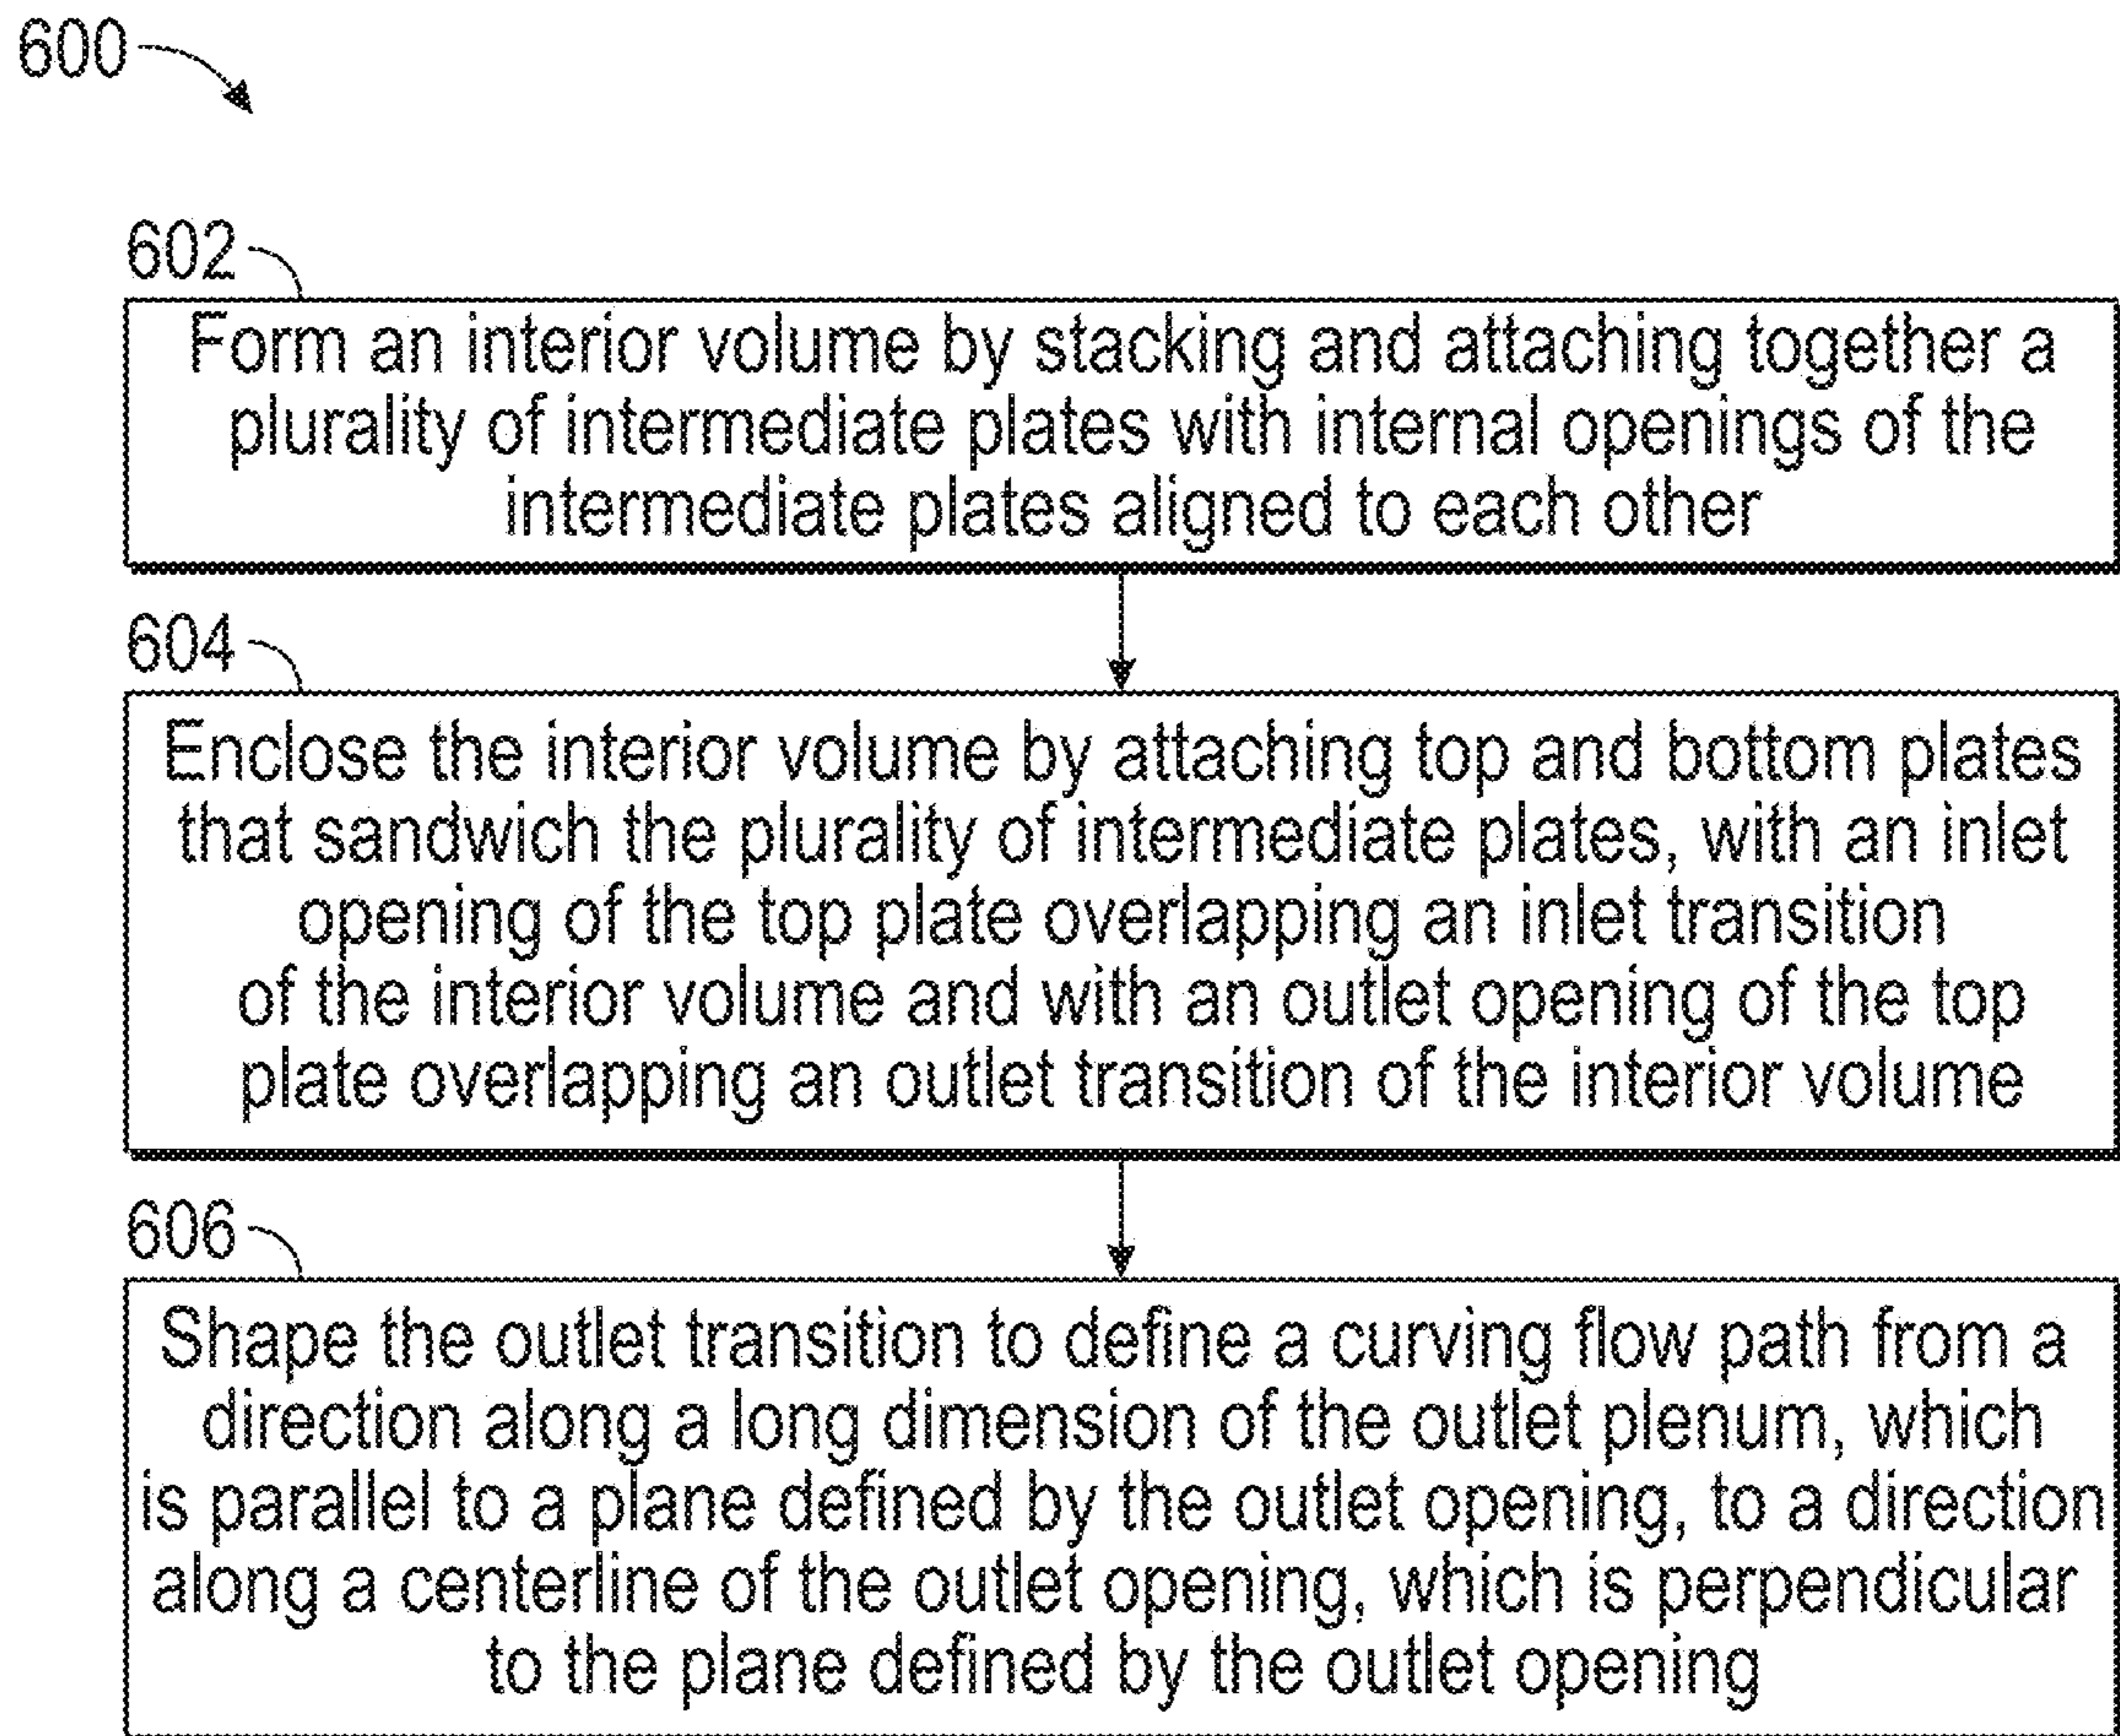 600
602
Form an interior volume by stacking and attaching together a
plurality of intermediate plates with internal openings of the
intermediate plates aligned to each other
604
Enclose the interior volume by attaching top and bottom plates
that sandwich the plurality of intermediate plates, with an inlet
opening of the top plate overlapping an inlet transition
of the interior volume and with an outlet opening of the top
plate overlapping an outlet transition of the interior volume
606
Shape the outlet transition to define a curving flow path from a
direction along a long dimension of the outlet plenum, which
is parallel to a plane defined by the outlet opening, to a direction
along a centerline of the outlet opening, which is perpendicular
to the plane defined by the outlet opening